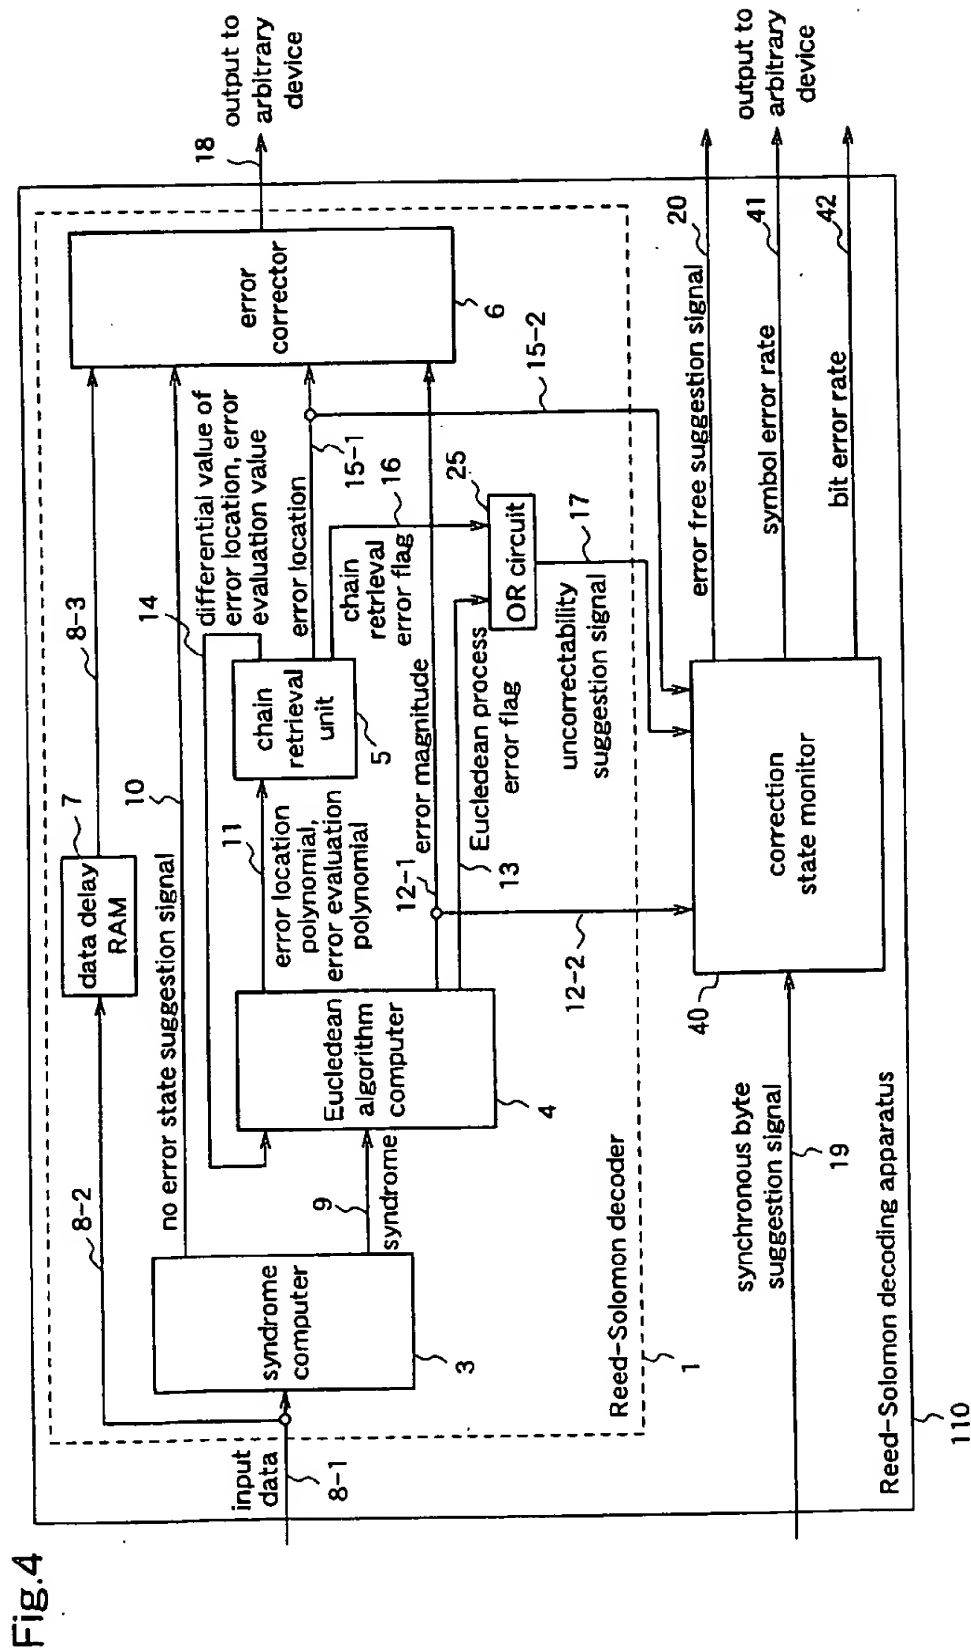 Fig.4
input
data
8-1
8-2
syndrome
computer
3
no error state suggestion signal
10
data delay
RAM
7
8-3
9
syndrome
Eucledean
algorithm
computer
4
14
differential value of
error location, error
evaluation value
11
error location
polynomial,
error evaluation
polynomial
chain
retrieval
unit
5
error location
15-1
chain
retrieval
error flag
16
12-1
error magnitude
13
Eucledean process
error flag
25
OR circuit
17
uncorrectability
suggestion signal
15-2
12-2
error
corrector
6
18
output to
arbitrary
device
Reed-Solomon decoder
1
synchronous byte
suggestion signal
19
correction
state monitor
40
error free suggestion signal
20
symbol error rate
41
bit error rate
42
output to
arbitrary
device
Reed-Solomon decoding apparatus
110